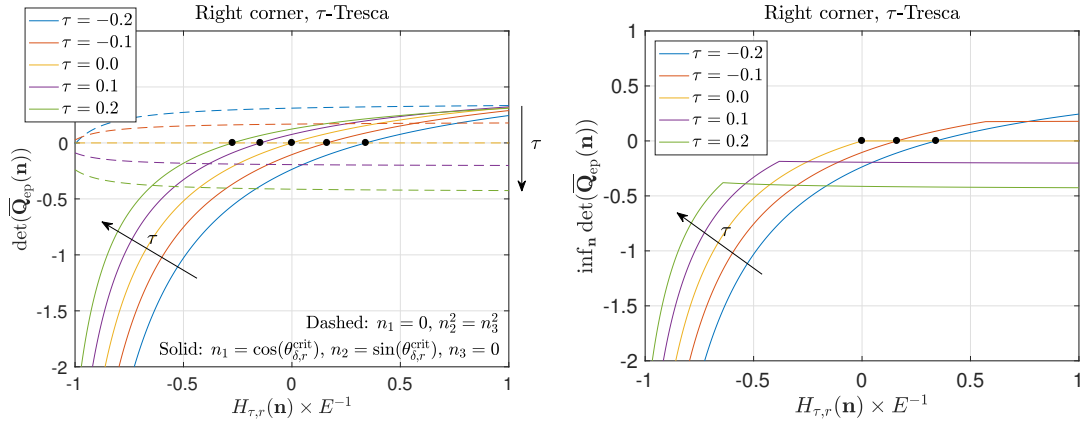 Right corner, τ-Tresca
τ = −0.2
τ = −0.1
τ = 0.0
τ = 0.1
τ = 0.2
0
-0.5
-1
-1.5
-2
det(Q̅ep(n))
τ
τ
Dashed: n₁ = 0, n₂² = n₃²
Solid: n₁ = cos(θδ,r^crit), n₂ = sin(θδ,r^crit), n₃ = 0
-1 -0.5 0 0.5 1
Hτ,r(n) × E⁻¹
Right corner, τ-Tresca
1
0.5
0
-0.5
-1
-1.5
-2
infₙ det(Q̅ep(n))
τ = −0.2
τ = −0.1
τ = 0.0
τ = 0.1
τ = 0.2
τ
-1 -0.5 0 0.5 1
Hτ,r(n) × E⁻¹